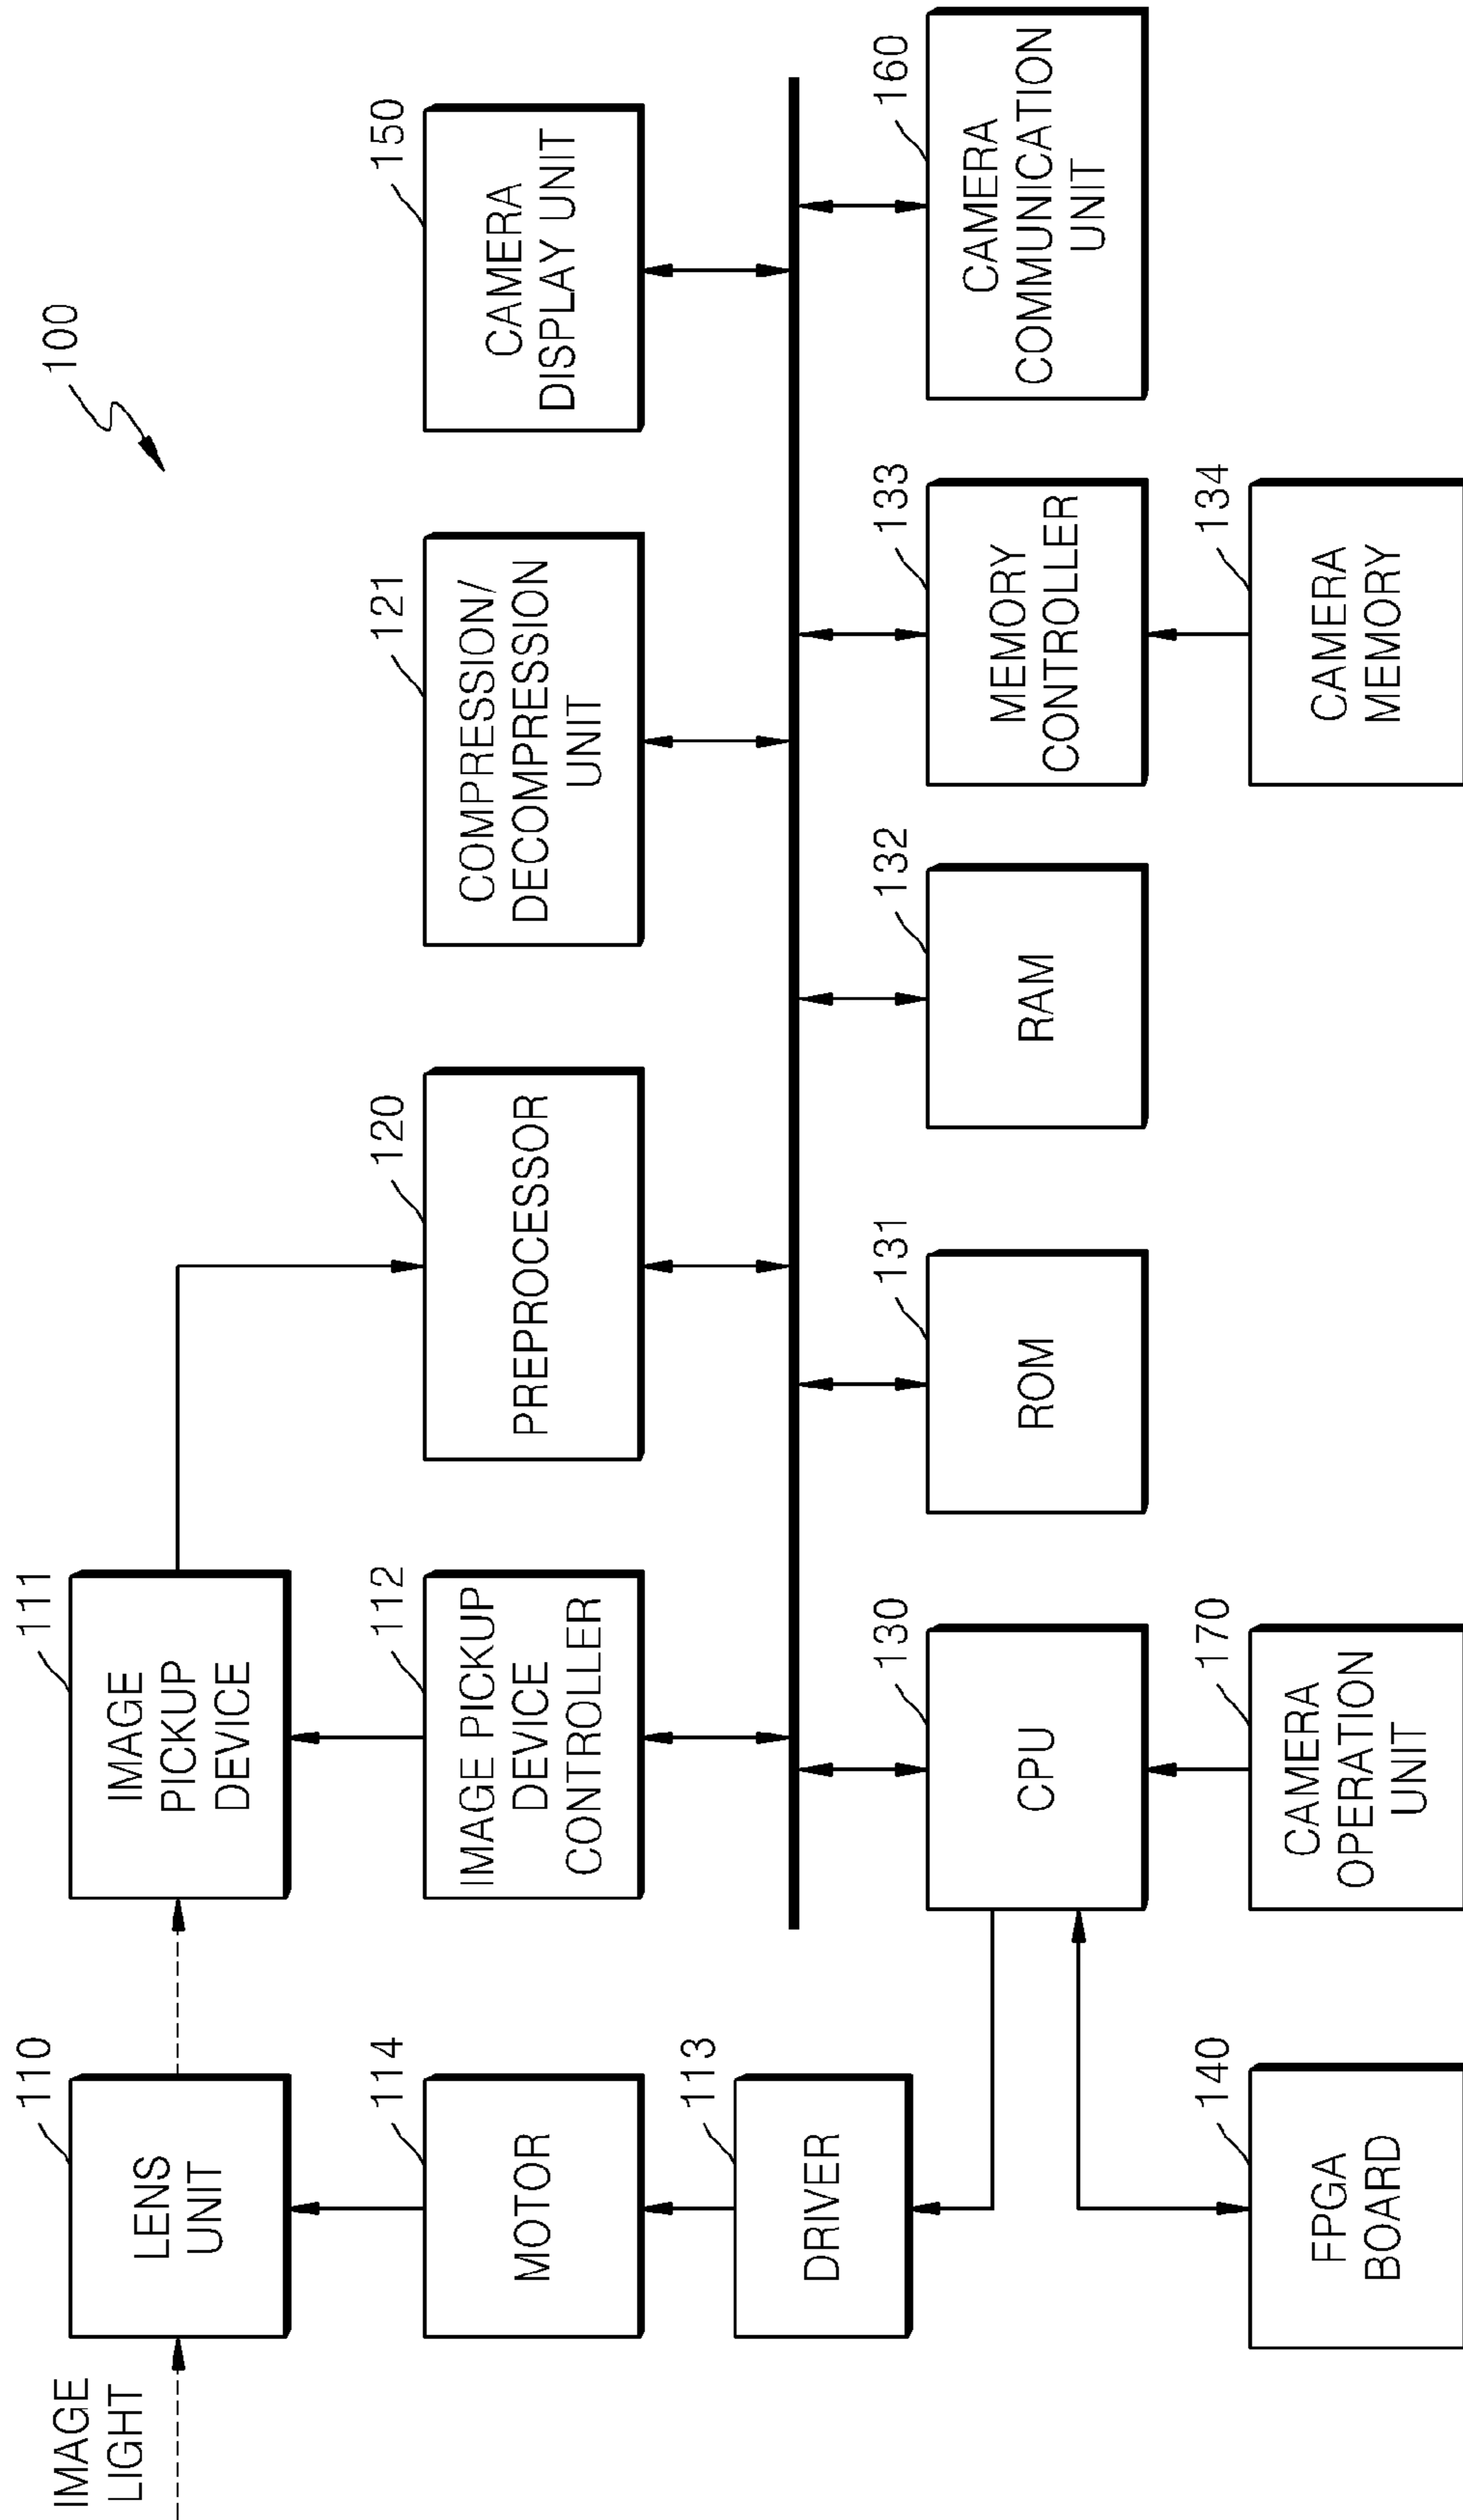 100
IMAGE
LIGHT
110
LENS
UNIT
111
IMAGE
PICKUP
DEVICE
114
MOTOR
112
IMAGE PICKUP
DEVICE
CONTROLLER
120
PREPROCESSOR
121
COMPRESSION/
DECOMPRESSION
UNIT
150
CAMERA
DISPLAY UNIT
113
DRIVER
130
CPU
131
ROM
132
RAM
133
MEMORY
CONTROLLER
160
CAMERA
COMMUNICATION
UNIT
140
FPGA
BOARD
170
CAMERA
OPERATION
UNIT
134
CAMERA
MEMORY